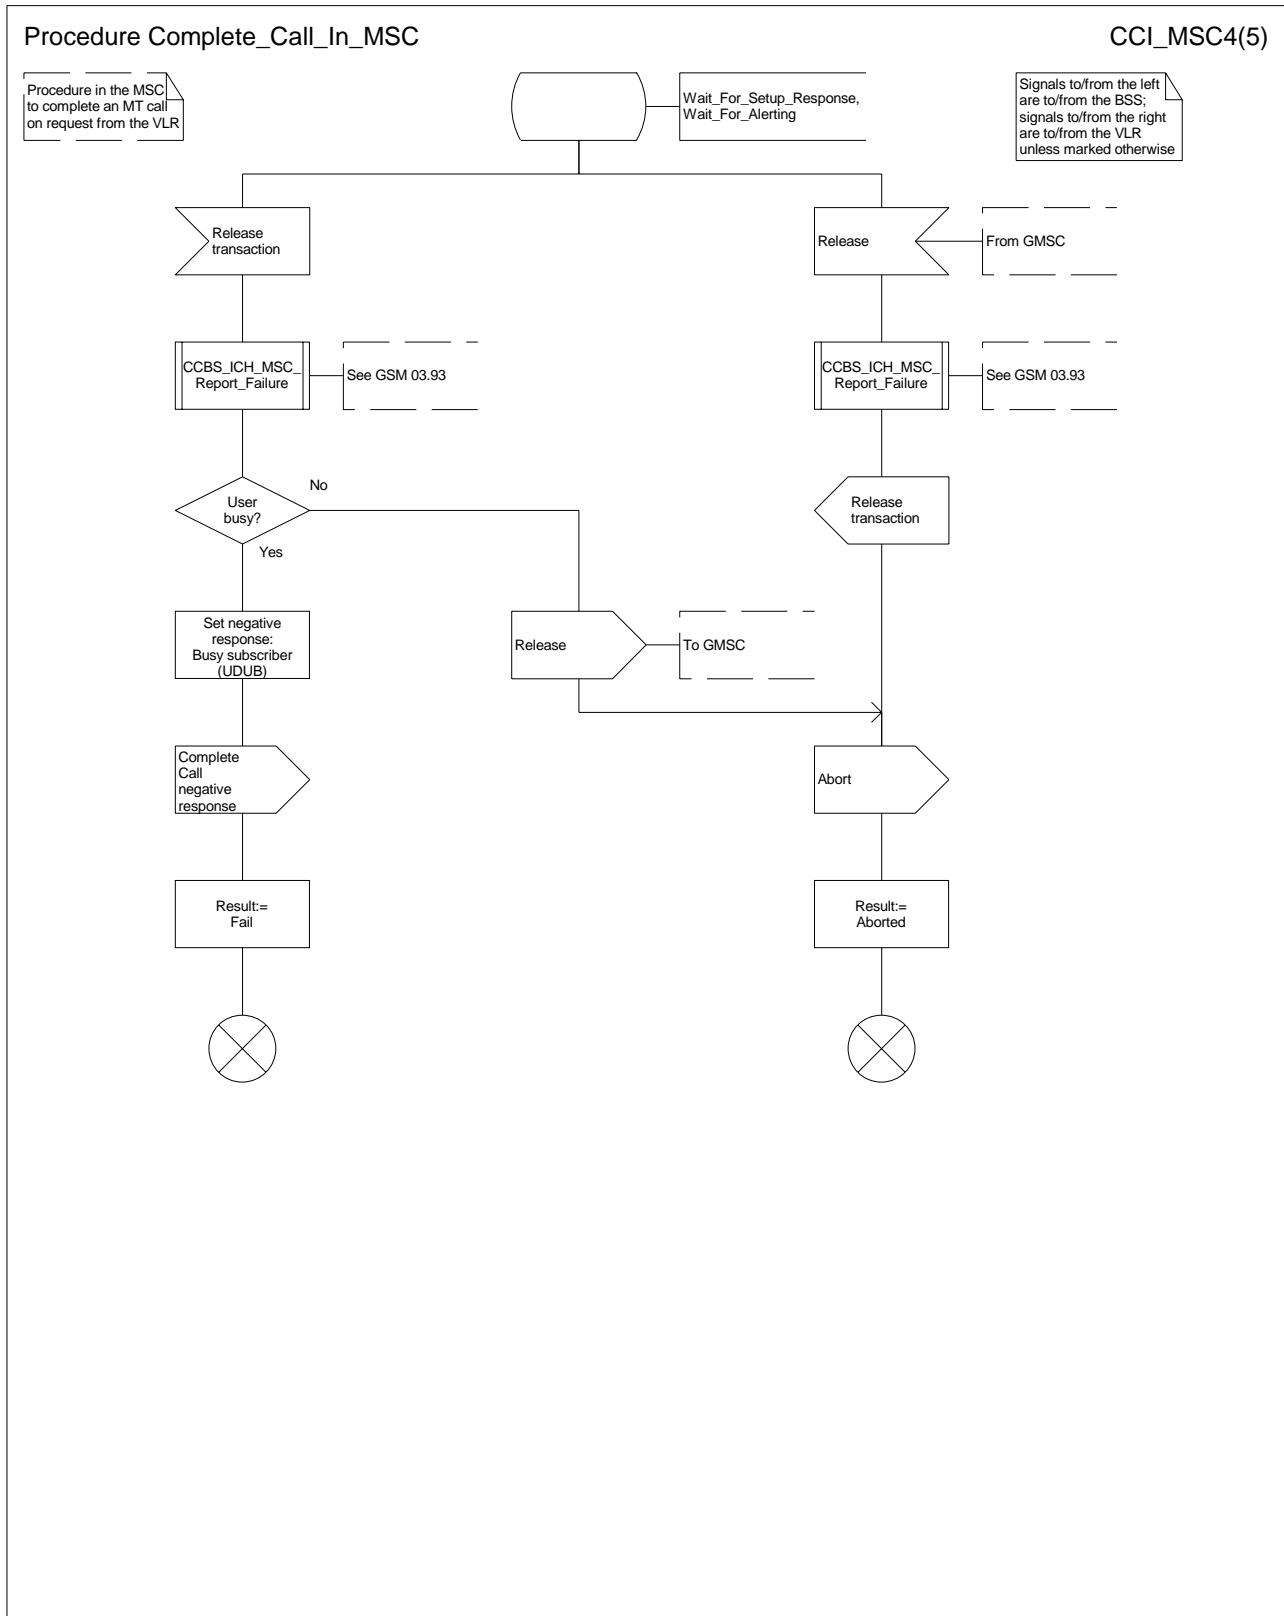 Procedure Complete_Call_In_MSC
CCI_MSC4(5)
Procedure in the MSC
to complete an MT call
on request from the VLR
Wait_For_Setup_Response,
Wait_For_Alerting
Signals to/from the left
are to/from the BSS;
signals to/from the right
are to/from the VLR
unless marked otherwise
Release
transaction
Release
From GMSC
CCBS_ICH_MSC_
Report_Failure
See GSM 03.93
CCBS_ICH_MSC_
Report_Failure
See GSM 03.93
User
busy?
No
Yes
Release
transaction
Set negative
response:
Busy subscriber
(UDUB)
Release
To GMSC
Complete
Call
negative
response
Abort
Result:=
Fail
Result:=
Aborted